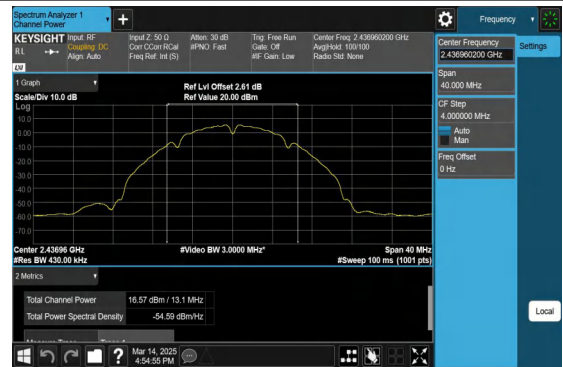 Spectrum Analyzer 1
Channel Power
+
Frequency
KEYSIGHT
RL
LXI
Input: RF
Coupling: DC
Align: Auto
Input Z: 50 Ω
Corr CCorr RCal
Freq Ref: Int (S)
Atten: 30 dB
#PNO: Fast
Trig: Free Run
Gate: Off
#IF Gain: Low
Center Freq: 2.436960200 GHz
Avg|Hold: 100/100
Radio Std: None
Center Frequency
2.436960200 GHz
Settings
Span
40.000 MHz
CF Step
4.000000 MHz
Auto
Man
Freq Offset
0 Hz
1 Graph
Scale/Div 10.0 dB
Ref Lvl Offset 2.61 dB
Ref Value 20.00 dBm
Log
10.0
0.00
-10.0
-20.0
-30.0
-40.0
-50.0
-60.0
-70.0
Center 2.43696 GHz
#Video BW 3.0000 MHz*
Span 40 MHz
#Res BW 430.00 kHz
#Sweep 100 ms (1001 pts)
2 Metrics
Total Channel Power 16.57 dBm / 13.1 MHz
Total Power Spectral Density -54.59 dBm/Hz
Local
?
Mar 14, 2025
4:54:55 PM